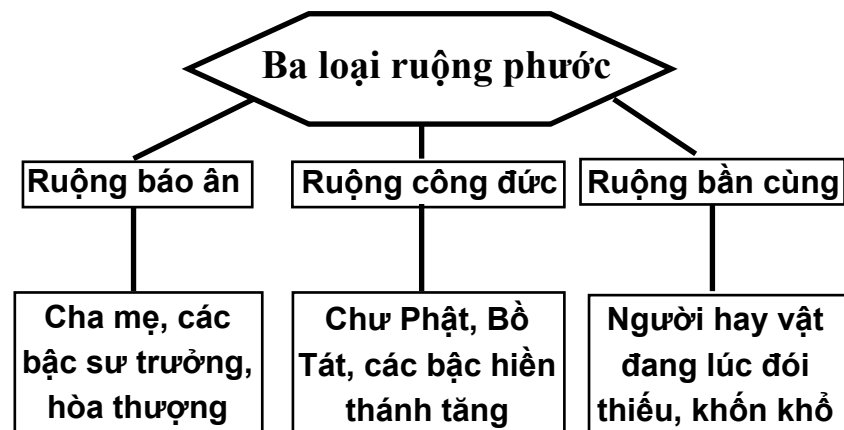 Ba loại ruộng phước
Ruộng báo ân
Ruộng công đức
Ruộng bần cùng
Cha mẹ, các
bậc sư trưởng,
hòa thượng
Chư Phật, Bồ
Tát, các bậc hiền
thánh tăng
Người hay vật
đang lúc đói
thiếu, khốn khổ